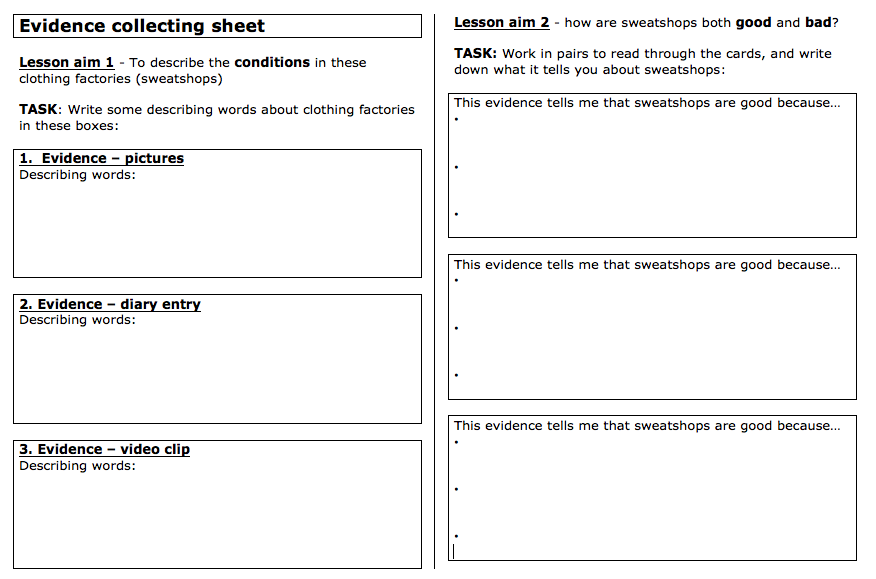 Evidence collecting sheet
Lesson aim 1 - To describe the conditions in these
clothing factories (sweatshops)
TASK: Write some describing words about clothing factories
in these boxes:
1. Evidence – pictures
Describing words:
2. Evidence – diary entry
Describing words:
3. Evidence – video clip
Describing words:
Lesson aim 2 - how are sweatshops both good and bad?
TASK: Work in pairs to read through the cards, and write
down what it tells you about sweatshops:
This evidence tells me that sweatshops are good because…
•
•
•
This evidence tells me that sweatshops are good because…
•
•
•
This evidence tells me that sweatshops are good because…
•
•
•